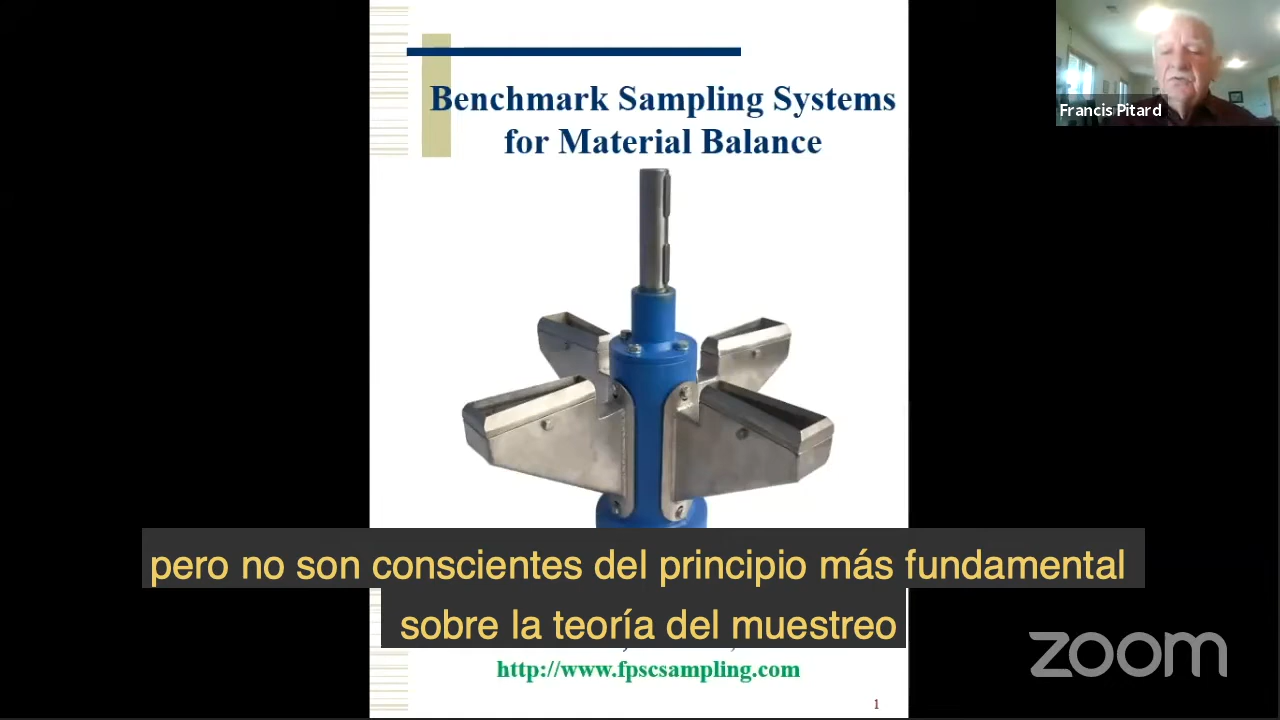 Benchmark Sampling Systems
for Material Balance
Francis Pitard
pero no son conscientes del principio más fundamental
sobre la teoría del muestreo
http://www.fpscsampling.com
1
zoom